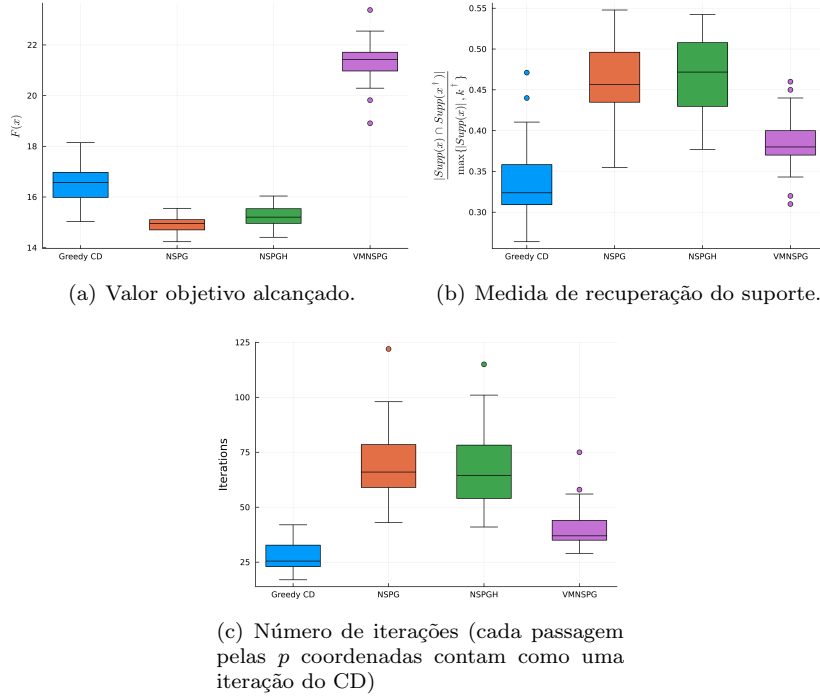 22
20
18
16
14
F(x)
Greedy CD
NSPG
NSPGH
VMNSPG
(a) Valor objetivo alcançado.
0.55
0.50
0.45
0.40
0.35
0.30
|Supp(x) ∩ Supp(x†)|
max{|Supp(x)|, k†}
Greedy CD
NSPG
NSPGH
VMNSPG
(b) Medida de recuperação do suporte.
125
100
75
50
25
Iterations
Greedy CD
NSPG
NSPGH
VMNSPG
(c) Número de iterações (cada passagem
pelas p coordenadas contam como uma
iteração do CD)